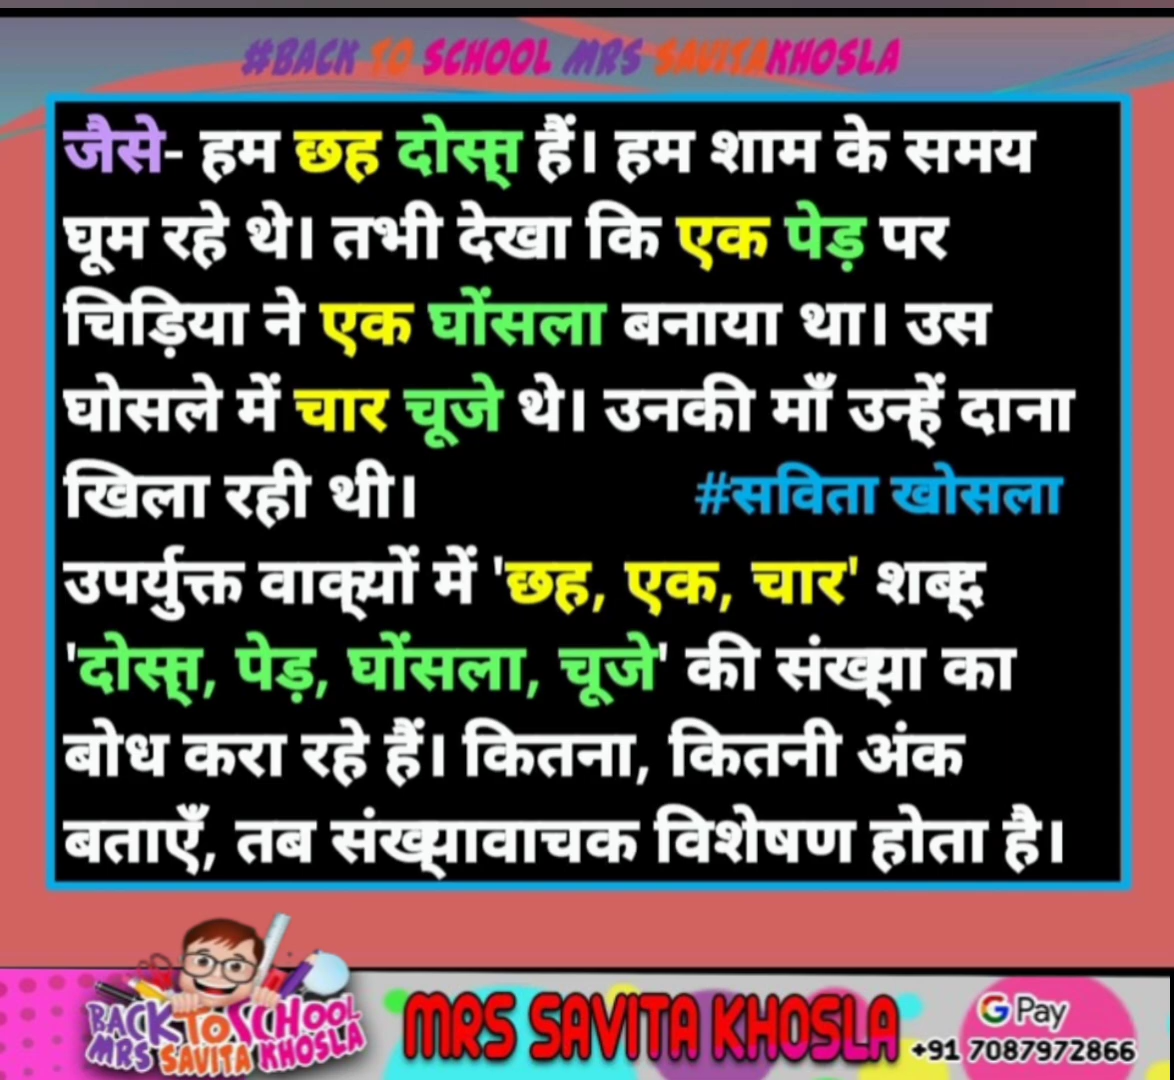 #BACK TO SCHOOL MRS SAVITAKHOSLA
जैसे- हम छह दोस्त हैं। हम शाम के समय
घूम रहे थे। तभी देखा कि एक पेड़ पर
चिड़िया ने एक घोंसला बनाया था। उस
घोसले में चार चूजे थे। उनकी माँ उन्हें दाना
खिला रही थी। #सविता खोसला
उपर्युक्त वाक्यों में 'छह, एक, चार' शब्द
'दोस्त, पेड़, घोंसला, चूजे' की संख्या का
बोध करा रहे हैं। कितना, कितनी अंक
बताएँ, तब संख्यावाचक विशेषण होता है।
BACK TO SCHOOL
MRS SAVITA KHOSLA
MRS SAVITA KHOSLA
G Pay
+91 7087972866